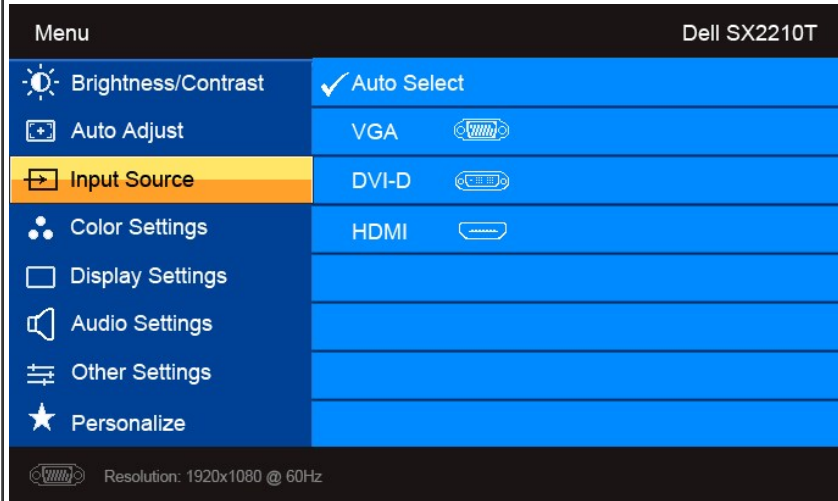 Menu Dell SX2210T
Brightness/Contrast Auto Select
Auto Adjust VGA
Input Source DVI-D
Color Settings HDMI
Display Settings
Audio Settings
Other Settings
Personalize
Resolution: 1920x1080 @ 60Hz